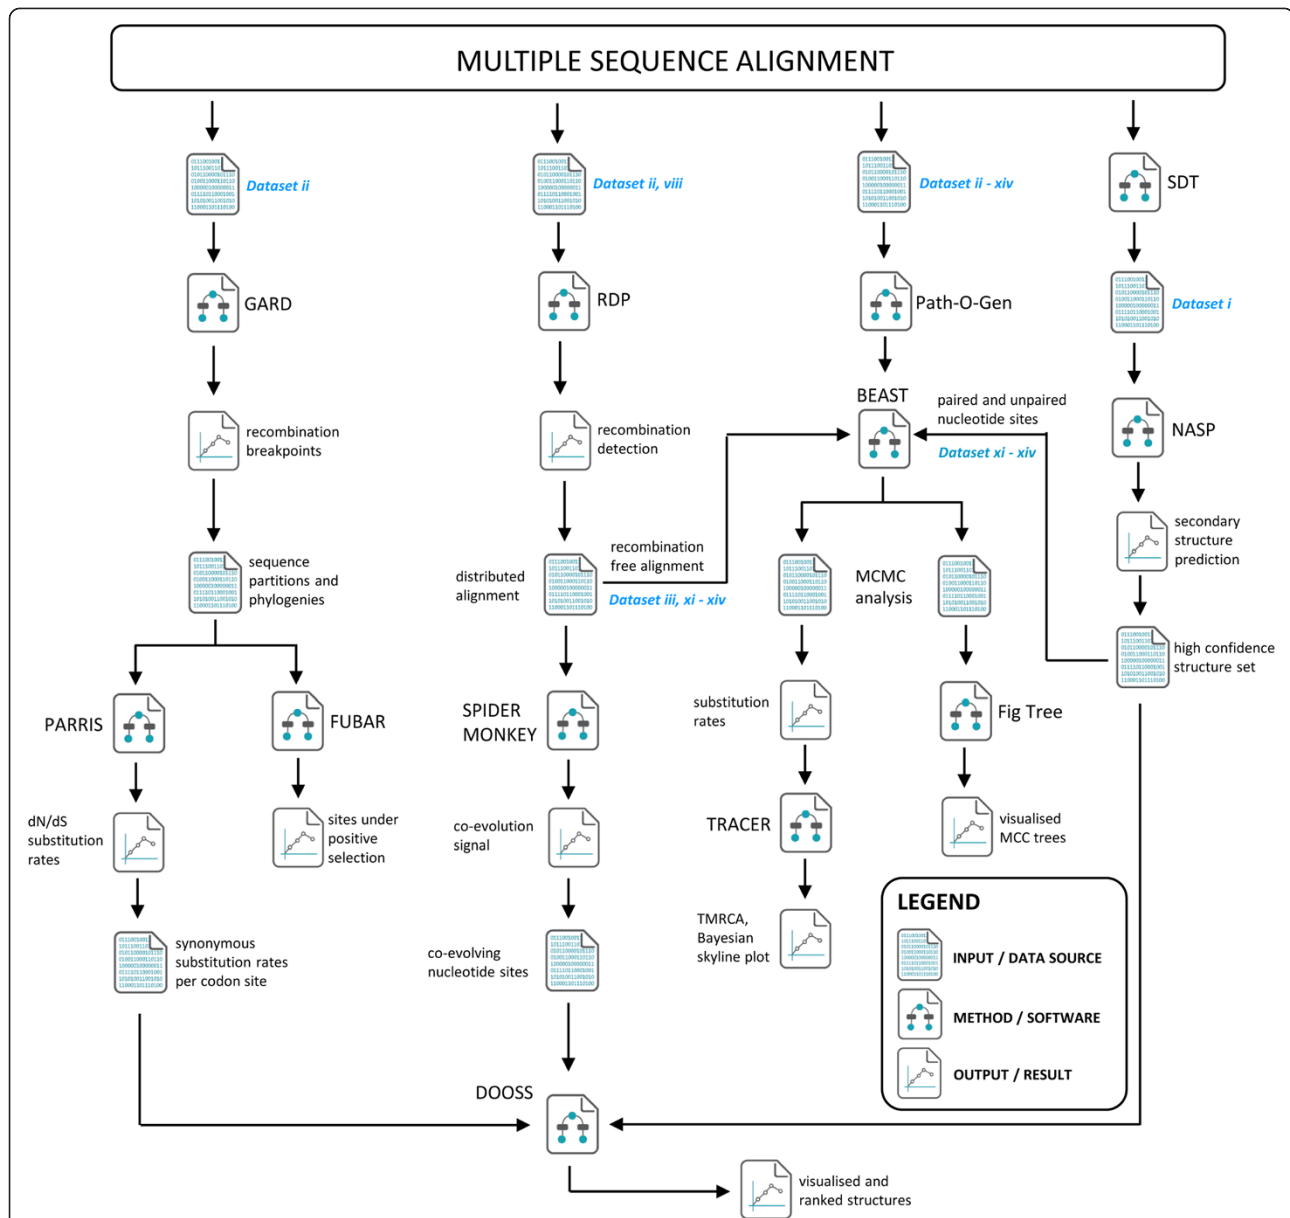 MULTIPLE SEQUENCE ALIGNMENT
Dataset ii
Dataset ii, viii
Dataset ii - xiv
SDT
GARD
RDP
Path-O-Gen
Dataset i
recombination
breakpoints
recombination
detection
BEAST
paired and unpaired
nucleotide sites
Dataset xi - xiv
NASP
secondary
structure
prediction
sequence
partitions and
phylogenies
distributed
alignment
recombination
free alignment
Dataset iii, xi - xiv
MCMC
analysis
high confidence
structure set
PARRIS
FUBAR
SPIDER
MONKEY
substitution
rates
Fig Tree
dN/dS
substitution
rates
sites under
positive
selection
co-evolution
signal
TRACER
visualised
MCC trees
synonymous
substitution rates
per codon site
co-evolving
nucleotide sites
TMRCA,
Bayesian
skyline plot
LEGEND
INPUT / DATA SOURCE
METHOD / SOFTWARE
OUTPUT / RESULT
DOOSS
visualised and
ranked structures